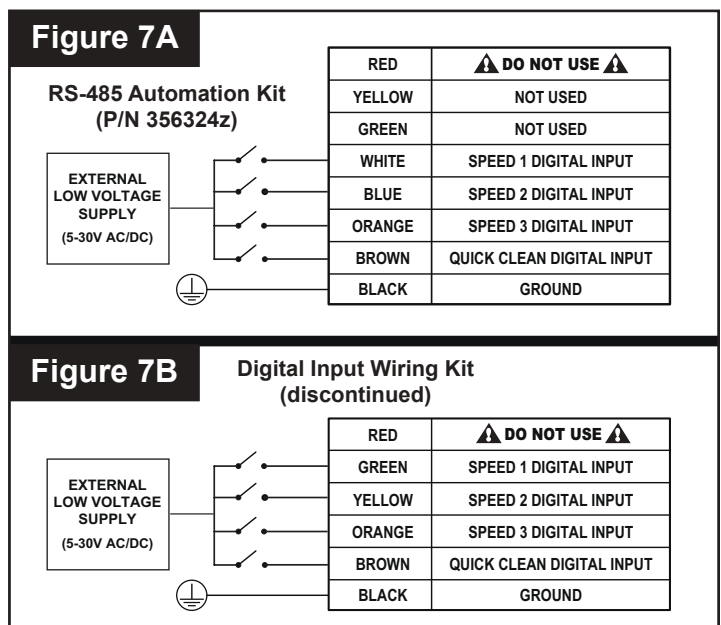 Figure 7A
RS-485 Automation Kit
(P/N 356324z)
EXTERNAL
LOW VOLTAGE
SUPPLY
(5-30V AC/DC)
RED DO NOT USE
YELLOW NOT USED
GREEN NOT USED
WHITE SPEED 1 DIGITAL INPUT
BLUE SPEED 2 DIGITAL INPUT
ORANGE SPEED 3 DIGITAL INPUT
BROWN QUICK CLEAN DIGITAL INPUT
BLACK GROUND
Figure 7B
Digital Input Wiring Kit
(discontinued)
EXTERNAL
LOW VOLTAGE
SUPPLY
(5-30V AC/DC)
RED DO NOT USE
GREEN SPEED 1 DIGITAL INPUT
YELLOW SPEED 2 DIGITAL INPUT
ORANGE SPEED 3 DIGITAL INPUT
BROWN QUICK CLEAN DIGITAL INPUT
BLACK GROUND